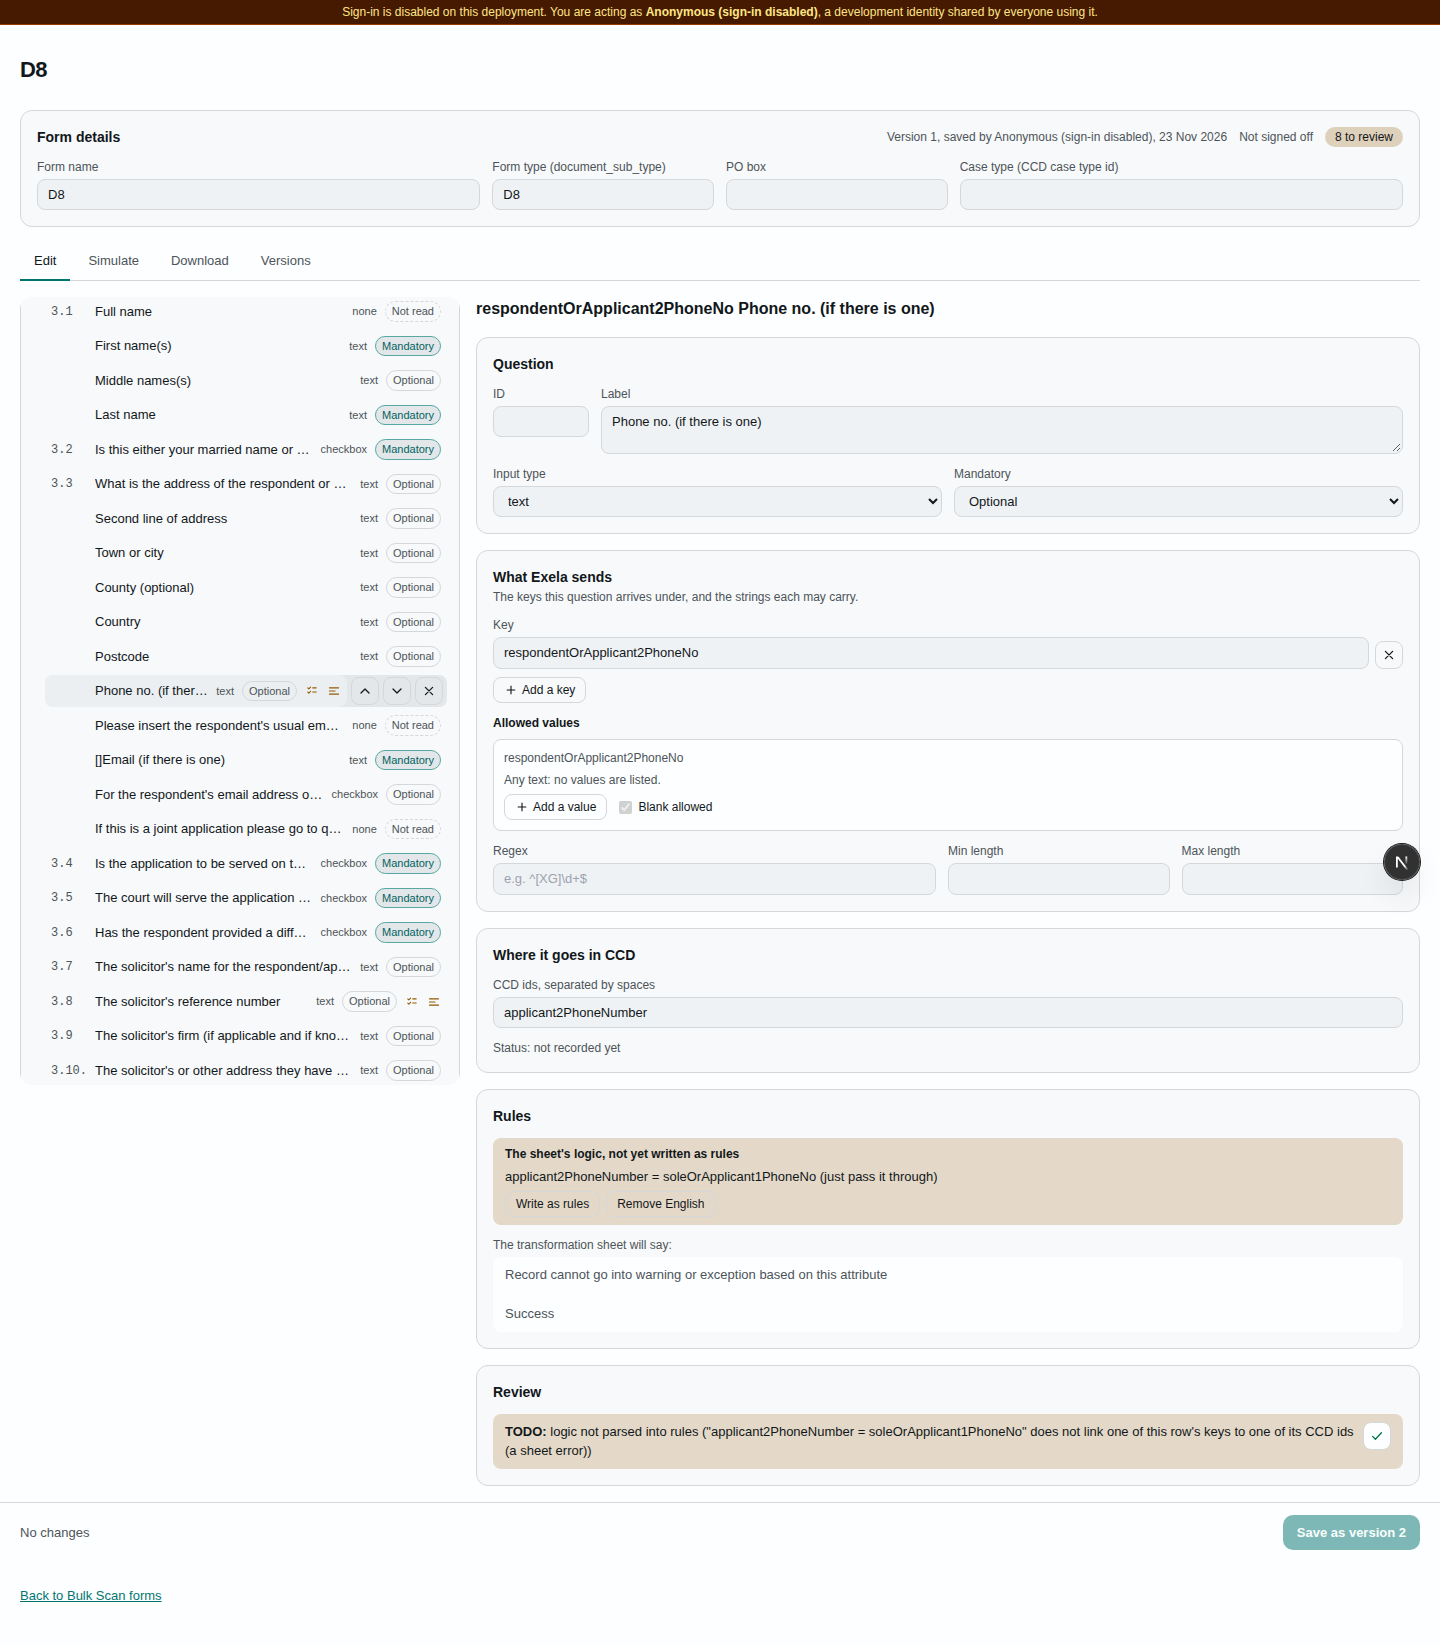 Sign-in is disabled on this deployment. You are acting as Anonymous (sign-in disabled), a development identity shared by everyone using it.
D8
Form details
Version 1, saved by Anonymous (sign-in disabled), 23 Nov 2026 Not signed off 8 to review
Form name
Form type (document_sub_type)
PO box
Case type (CCD case type id)
D8
D8
Edit Simulate Download Versions
3.1 Full name none Not read
First name(s) text Mandatory
Middle names(s) text Optional
Last name text Mandatory
3.2 Is this either your married name or … checkbox Mandatory
3.3 What is the address of the respondent or … text Optional
Second line of address text Optional
Town or city text Optional
County (optional) text Optional
Country text Optional
Postcode text Optional
Phone no. (if ther… text Optional
Please insert the respondent's usual em… none Not read
[]Email (if there is one) text Mandatory
For the respondent's email address o… checkbox Optional
If this is a joint application please go to q… none Not read
3.4 Is the application to be served on t… checkbox Mandatory
3.5 The court will serve the application … checkbox Mandatory
3.6 Has the respondent provided a diff… checkbox Mandatory
3.7 The solicitor's name for the respondent/ap… text Optional
3.8 The solicitor's reference number text Optional
3.9 The solicitor's firm (if applicable and if kno… text Optional
3.10. The solicitor's or other address they have … text Optional
respondentOrApplicant2PhoneNo Phone no. (if there is one)
Question
ID
Label
Phone no. (if there is one)
Input type
Mandatory
text
Optional
What Exela sends
The keys this question arrives under, and the strings each may carry.
Key
respondentOrApplicant2PhoneNo
Add a key
Allowed values
respondentOrApplicant2PhoneNo
Any text: no values are listed.
Add a value Blank allowed
Regex
Min length
Max length
e.g. ^[XG]\d+$
N
Where it goes in CCD
CCD ids, separated by spaces
applicant2PhoneNumber
Status: not recorded yet
Rules
The sheet's logic, not yet written as rules
applicant2PhoneNumber = soleOrApplicant1PhoneNo (just pass it through)
Write as rules Remove English
The transformation sheet will say:
Record cannot go into warning or exception based on this attribute
Success
Review
TODO: logic not parsed into rules ("applicant2PhoneNumber = soleOrApplicant1PhoneNo" does not link one of this row's keys to one of its CCD ids
(a sheet error))
No changes
Save as version 2
Back to Bulk Scan forms